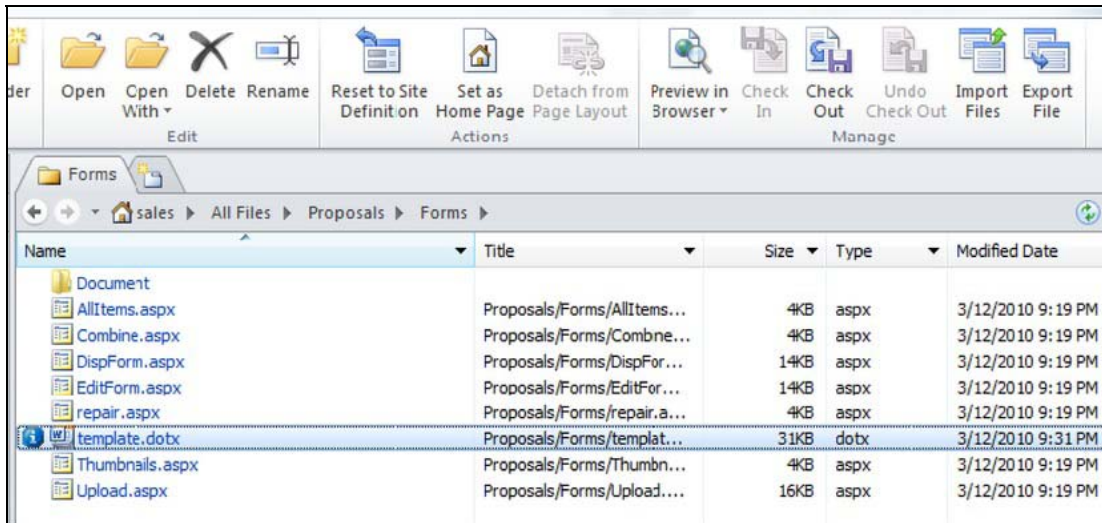 der Open Open Delete Rename Reset to Site Set as Detach from Preview in Check Check Undo Import Export
With Definition Home Page Page Layout Browser In Out Check Out Files File
Edit Actions Manage
Forms
sales All Files Proposals Forms
Name Title Size Type Modified Date
Document
AllItems.aspx Proposals/Forms/AllItems... 4KB aspx 3/12/2010 9:19 PM
Combine.aspx Proposals/Forms/Combine... 4KB aspx 3/12/2010 9:19 PM
DispForm.aspx Proposals/Forms/DispFor... 14KB aspx 3/12/2010 9:19 PM
EditForm.aspx Proposals/Forms/EditFor... 14KB aspx 3/12/2010 9:19 PM
repair.aspx Proposals/Forms/repair.a... 4KB aspx 3/12/2010 9:19 PM
template.dotx Proposals/Forms/templat... 31KB dotx 3/12/2010 9:31 PM
Thumbnails.aspx Proposals/Forms/Thumbn... 4KB aspx 3/12/2010 9:19 PM
Upload.aspx Proposals/Forms/Upload.... 16KB aspx 3/12/2010 9:19 PM